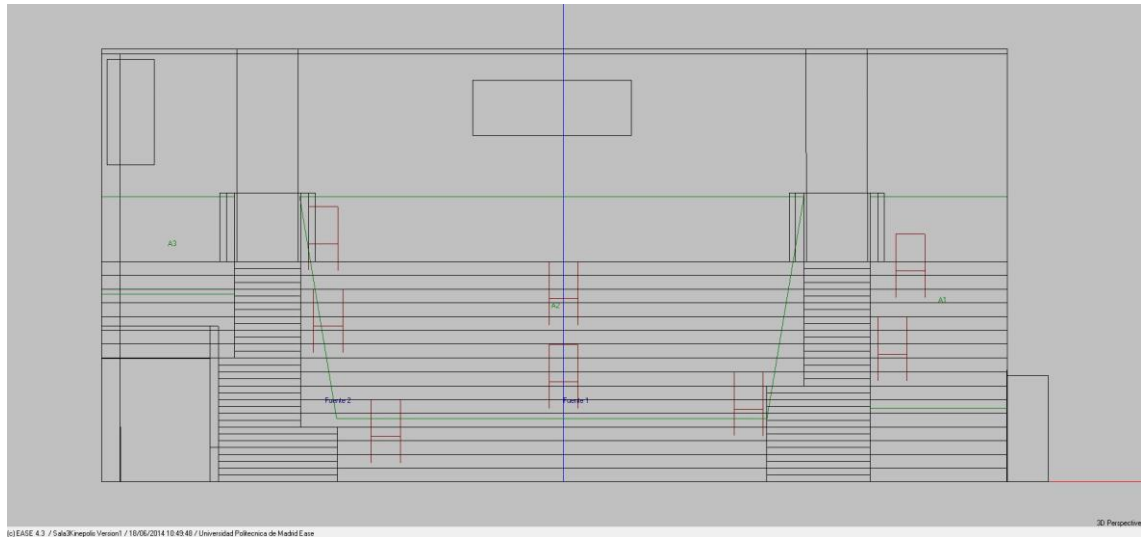 A3
A2
A1
Fuente 2
Fuente 1
3D Perspective
(c) EASE 4.3 / Sala3Kinepolis Version1 / 18/06/2014 18:49:48 / Universidad Politecnica de Madrid Ease